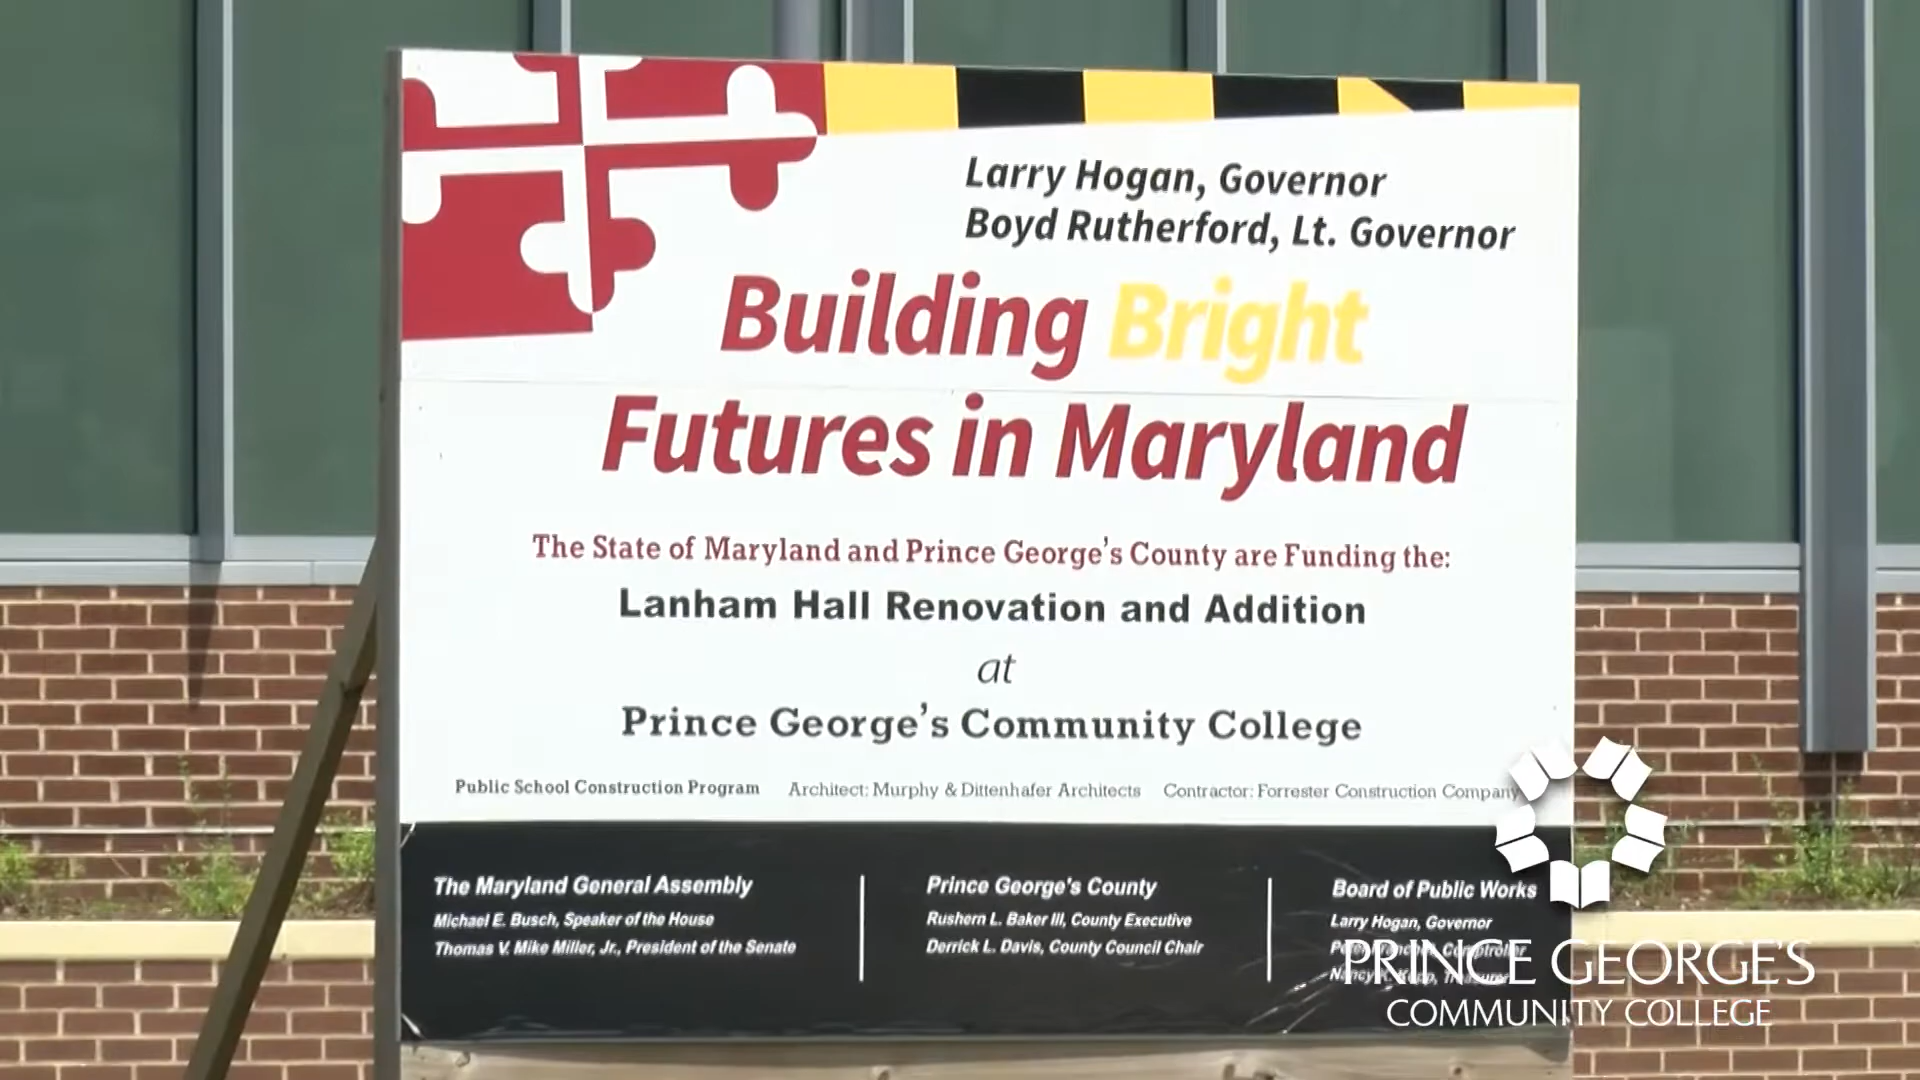 Larry Hogan, Governor
Boyd Rutherford, Lt. Governor
Building Bright
Futures in Maryland
The State of Maryland and Prince George's County are Funding the:
Lanham Hall Renovation and Addition
at
Prince George's Community College
Public School Construction Program Architect: Murphy & Dittenhafer Architects Contractor: Forrester Construction Company
The Maryland General Assembly
Michael E. Busch, Speaker of the House
Thomas V. Mike Miller, Jr., President of the Senate
Prince George's County
Rushern L. Baker III, County Executive
Derrick L. Davis, County Council Chair
Board of Public Works
Larry Hogan, Governor
Comptroller
Nancy
PRINCE GEORGE'S
COMMUNITY COLLEGE